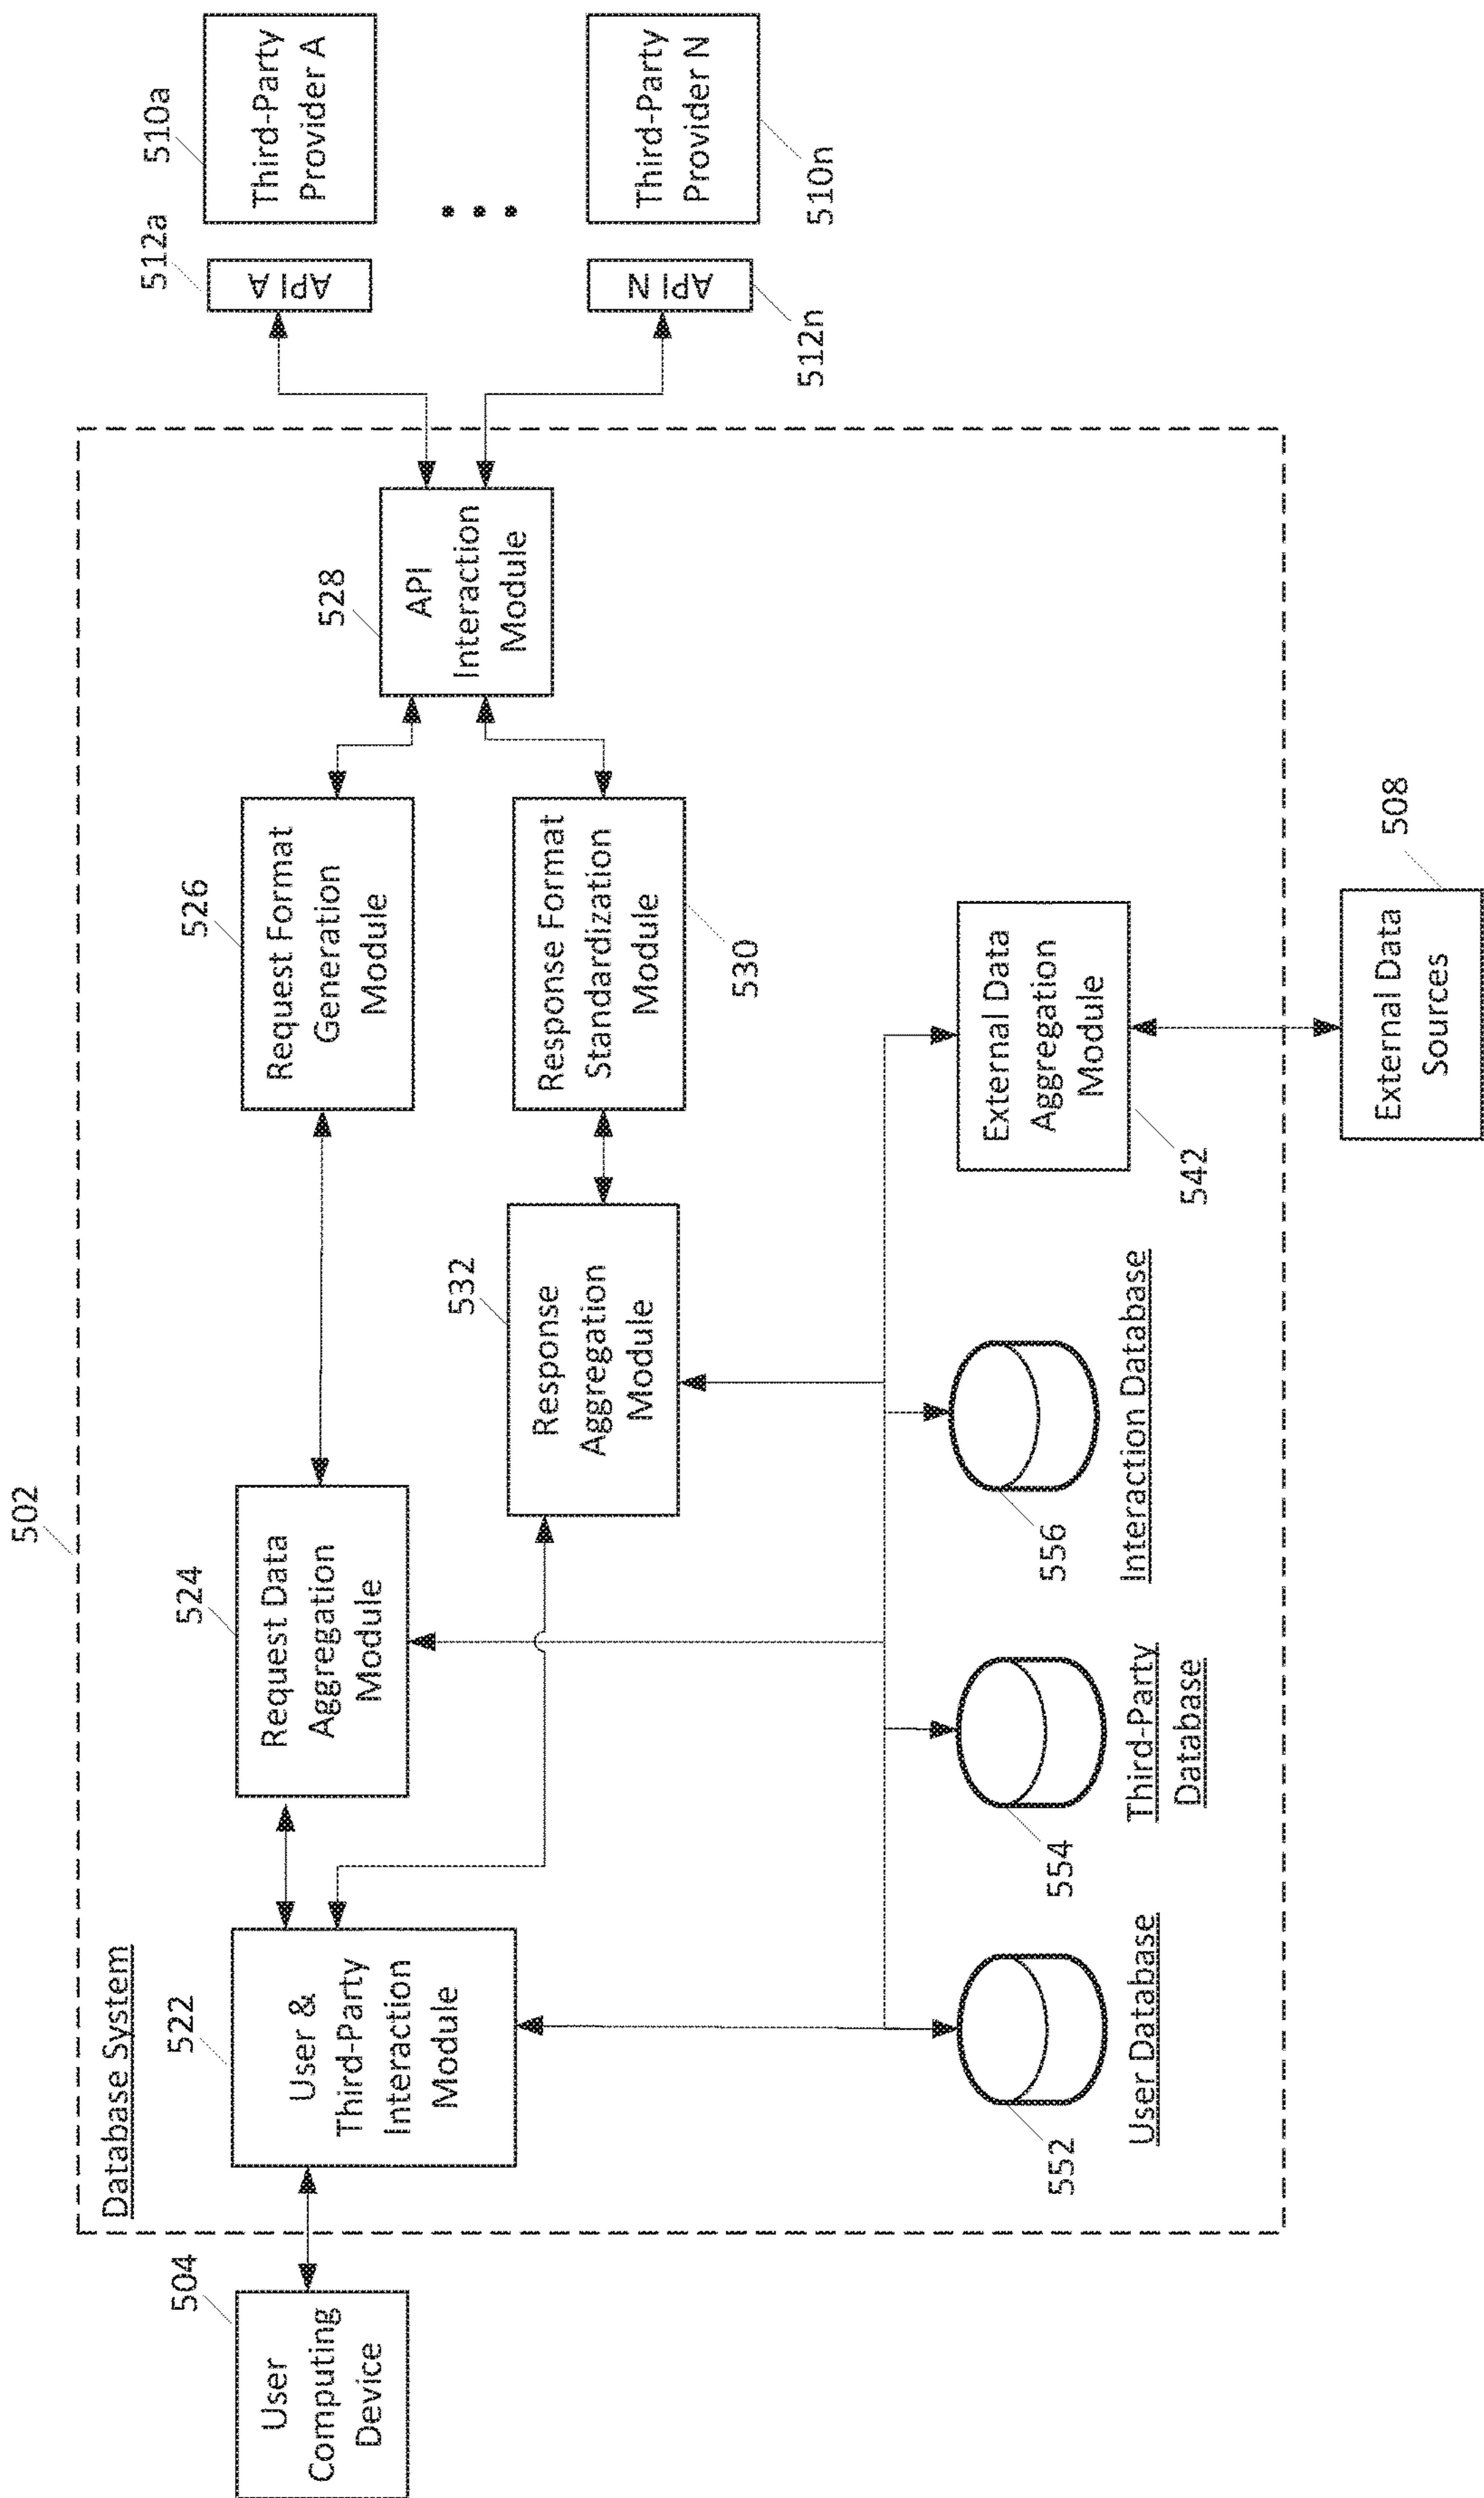 502
Database System
504
User
Computing
Device
522
User &
Third-Party
Interaction
Module
524
Request Data
Aggregation
Module
526
Request Format
Generation
Module
528
API
Interaction
Module
512a
API A
510a
Third-Party
Provider A
532
Response
Aggregation
Module
Response Format
Standardization
Module
530
API N
512n
Third-Party
Provider N
510n
552
User Database
554
Third-Party
Database
556
Interaction Database
External Data
Aggregation
Module
542
External Data
Sources
508